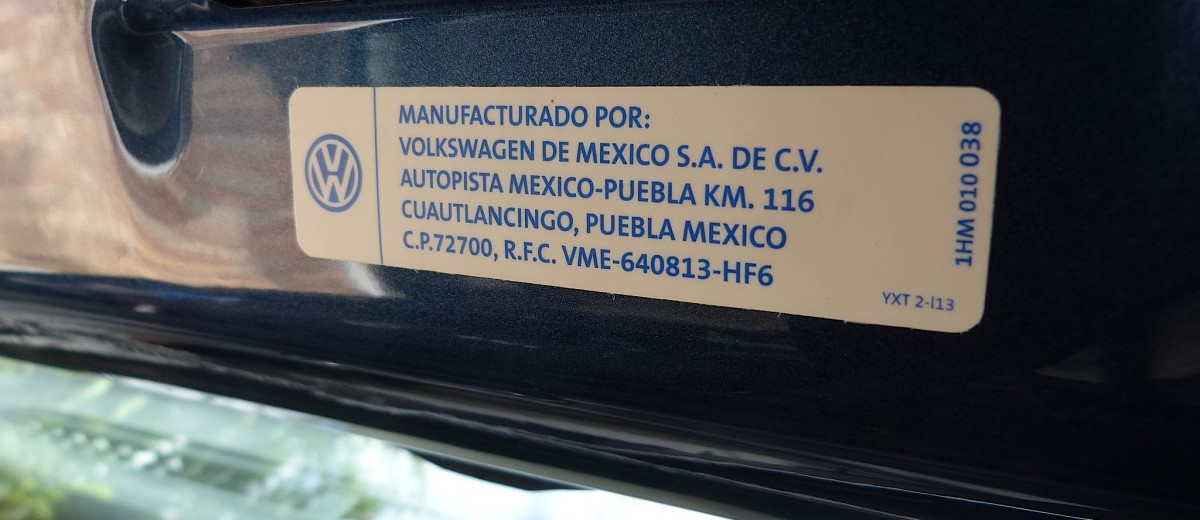 MANUFACTURADO POR:
VOLKSWAGEN DE MEXICO S.A. DE C.V.
AUTOPISTA MEXICO-PUEBLA KM. 116
CUAUTLANCINGO, PUEBLA MEXICO
C.P.72700, R.F.C. VME-640813-HF6
YXT 2-I13
1HM 010 038